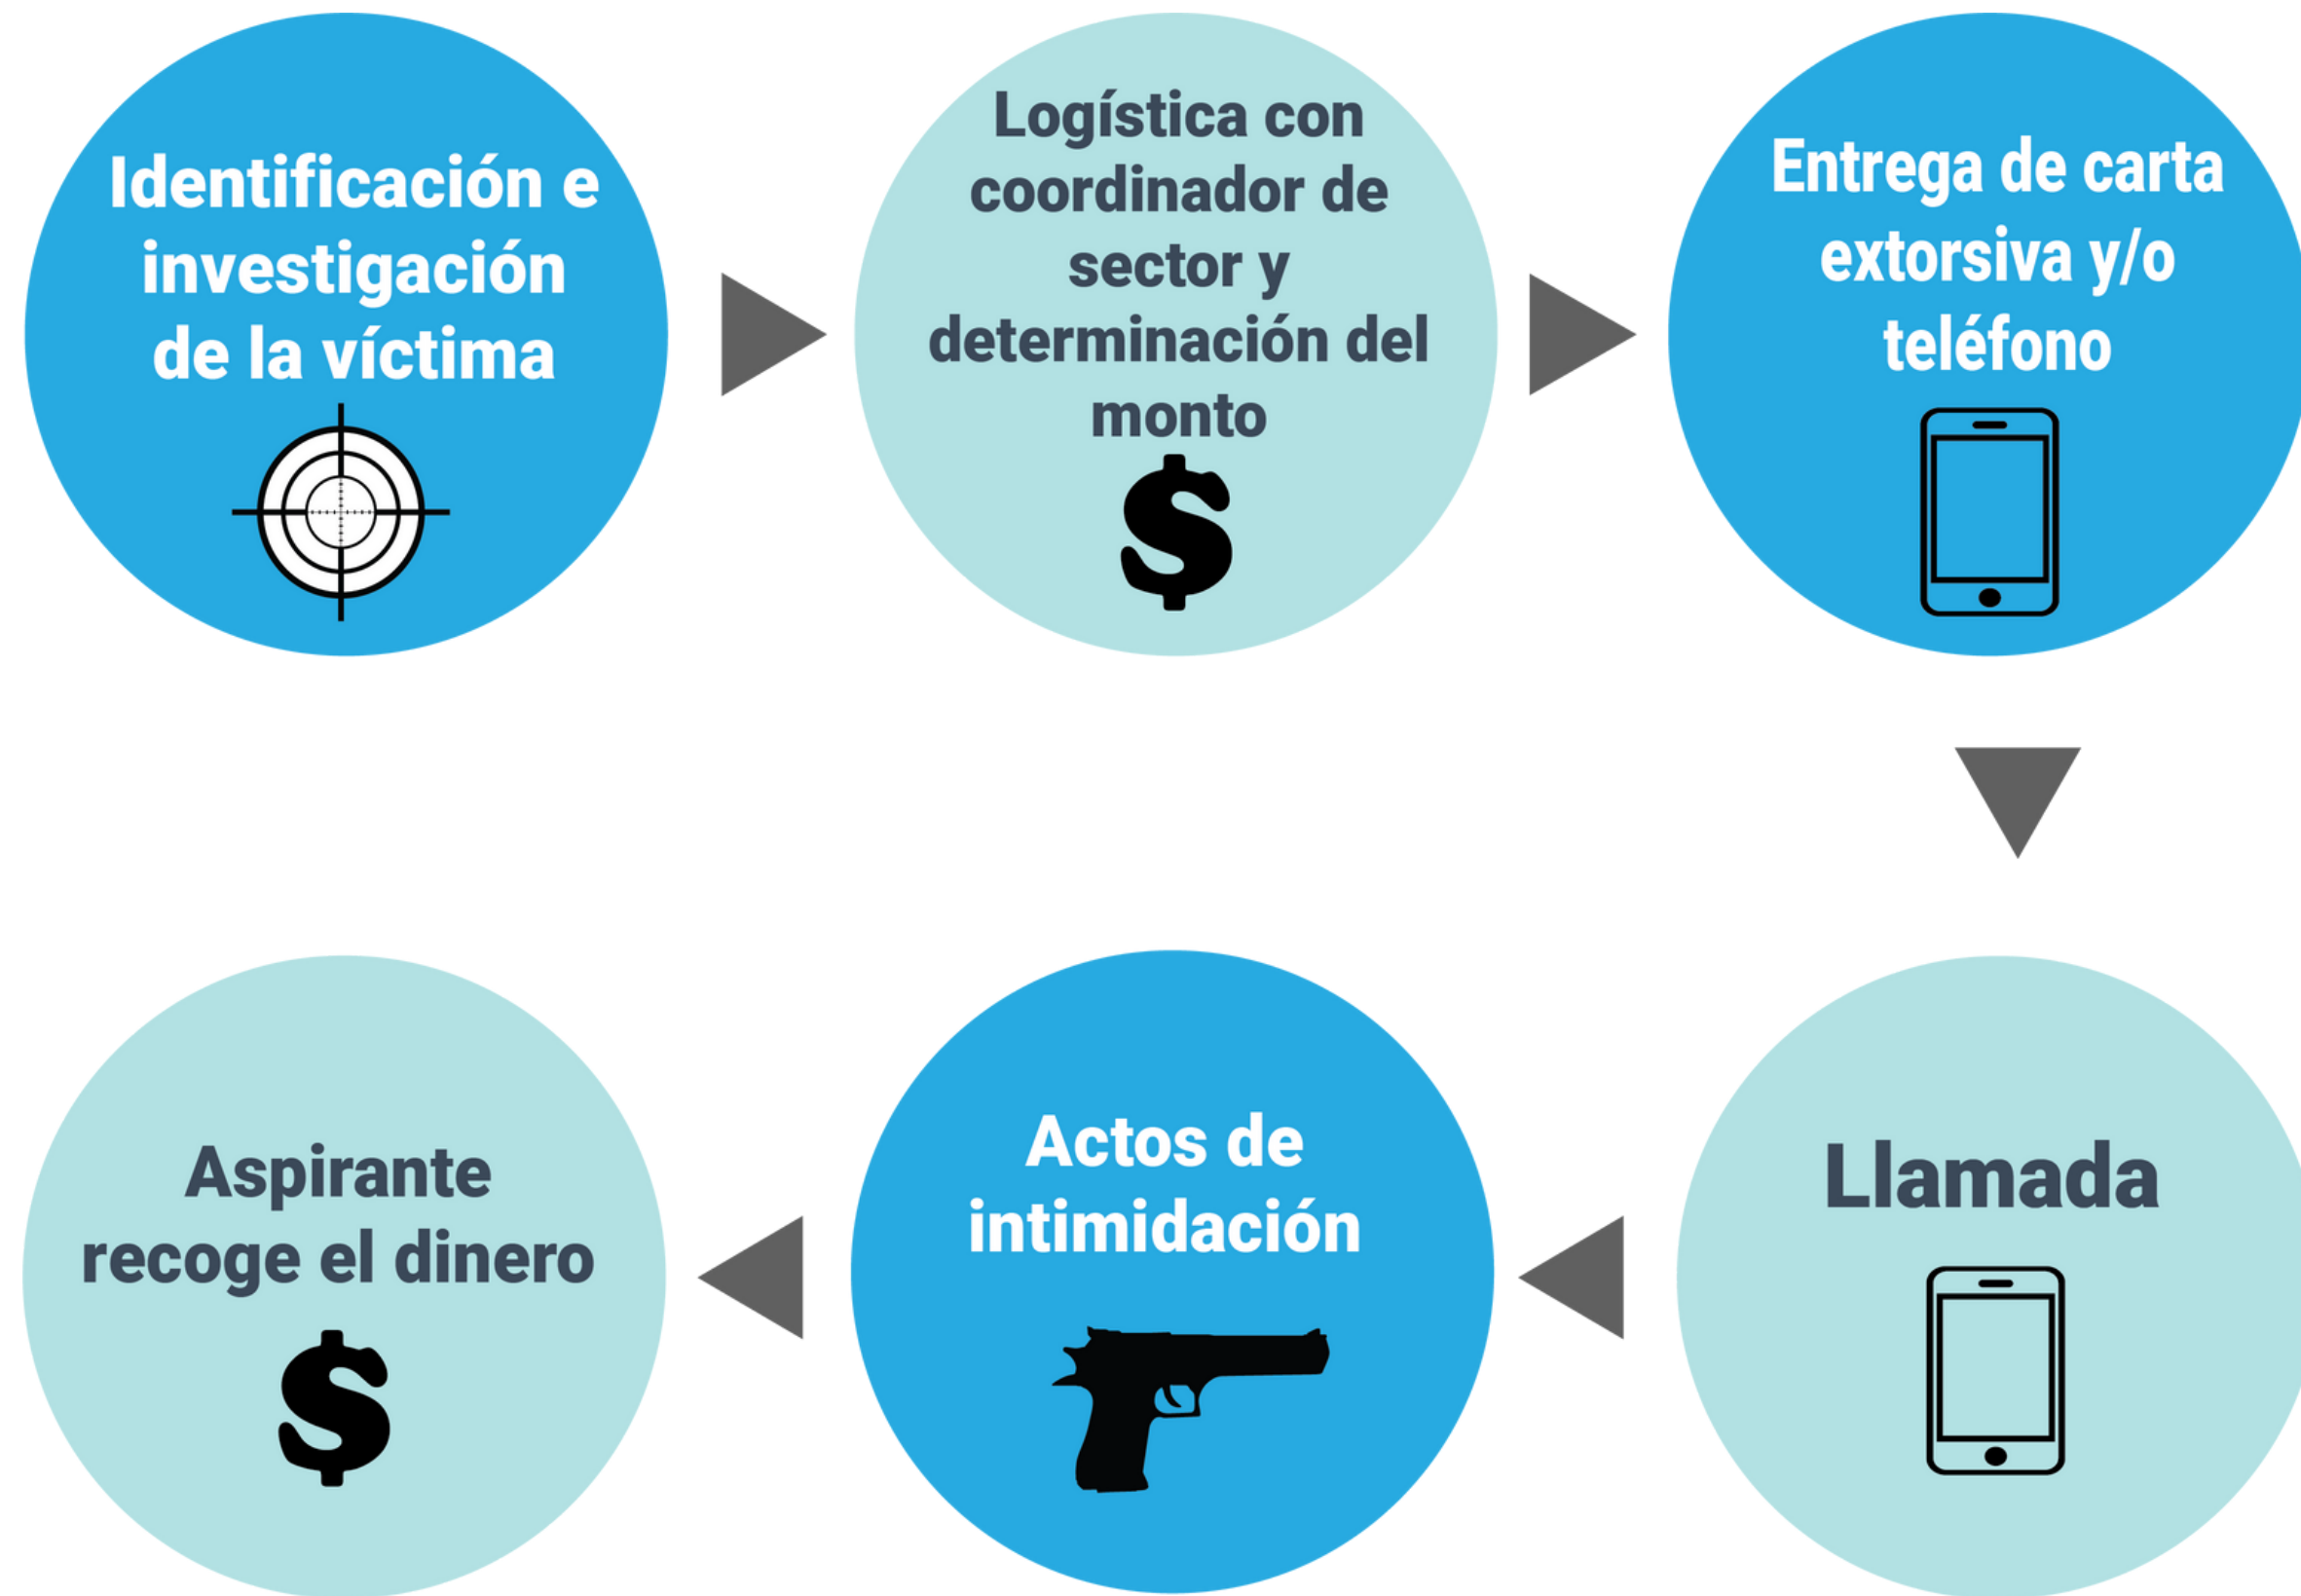 Identificación e
investigación
de la víctima
Logística con
coordinador de
sector y
determinación del
monto
Entrega de carta
extorsiva y/o
teléfono
Llamada
Actos de
intimidación
Aspirante
recoge el dinero